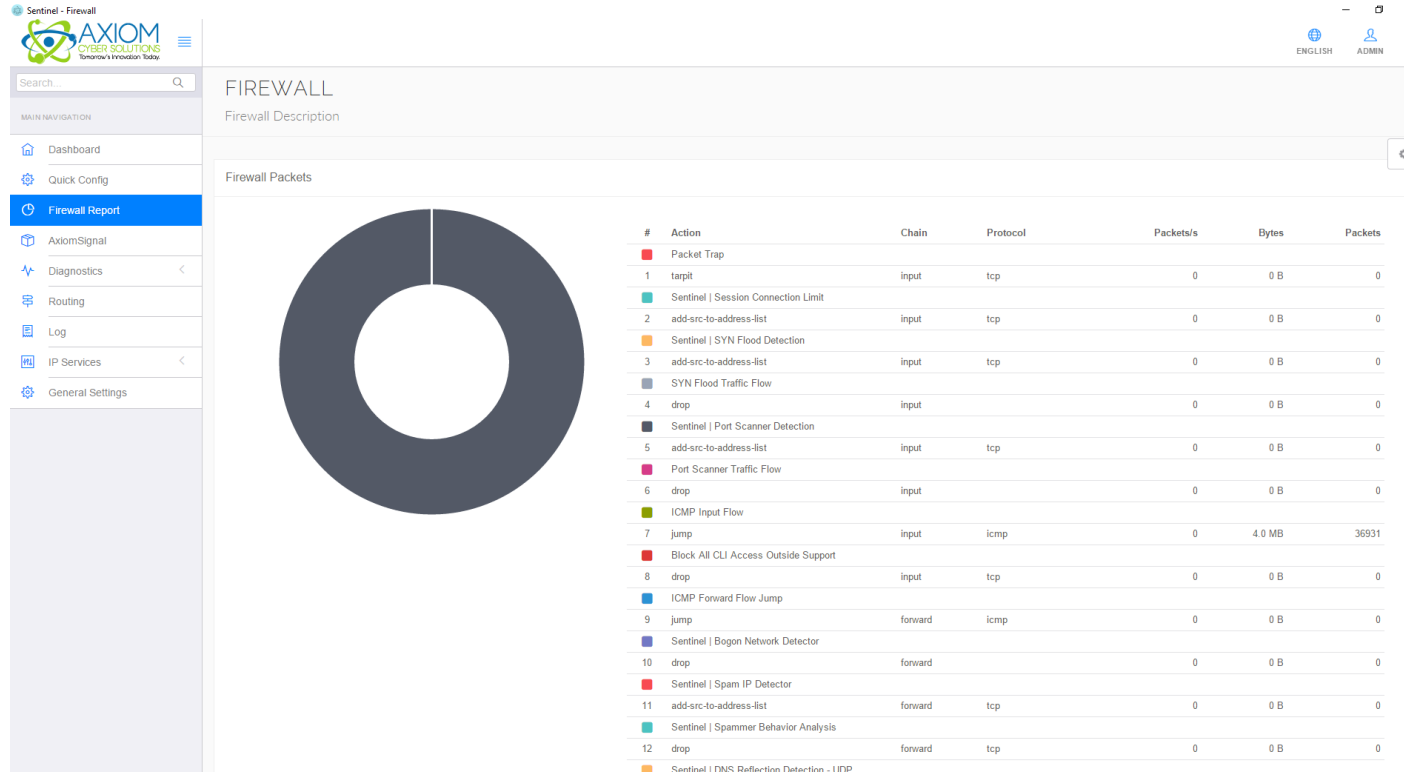 Sentinel - Firewall
AXIOM
CYBER SOLUTIONS
Tomorrow's Innovation Today.
ENGLISH
ADMIN
Search...
MAIN NAVIGATION
Dashboard
Quick Config
Firewall Report
AxiomSignal
Diagnostics
Routing
Log
IP Services
General Settings
FIREWALL
Firewall Description
Firewall Packets
# Action Chain Protocol Packets/s Bytes Packets
Packet Trap
1 tarpit input tcp 0 0 B 0
Sentinel | Session Connection Limit
2 add-src-to-address-list input tcp 0 0 B 0
Sentinel | SYN Flood Detection
3 add-src-to-address-list input tcp 0 0 B 0
SYN Flood Traffic Flow
4 drop input 0 0 B 0
Sentinel | Port Scanner Detection
5 add-src-to-address-list input tcp 0 0 B 0
Port Scanner Traffic Flow
6 drop input 0 0 B 0
ICMP Input Flow
7 jump input icmp 0 4.0 MB 36931
Block All CLI Access Outside Support
8 drop input tcp 0 0 B 0
ICMP Forward Flow Jump
9 jump forward icmp 0 0 B 0
Sentinel | Bogon Network Detector
10 drop forward 0 0 B 0
Sentinel | Spam IP Detector
11 add-src-to-address-list forward tcp 0 0 B 0
Sentinel | Spammer Behavior Analysis
12 drop forward tcp 0 0 B 0
Sentinel | DNS Reflection Detection - UDP